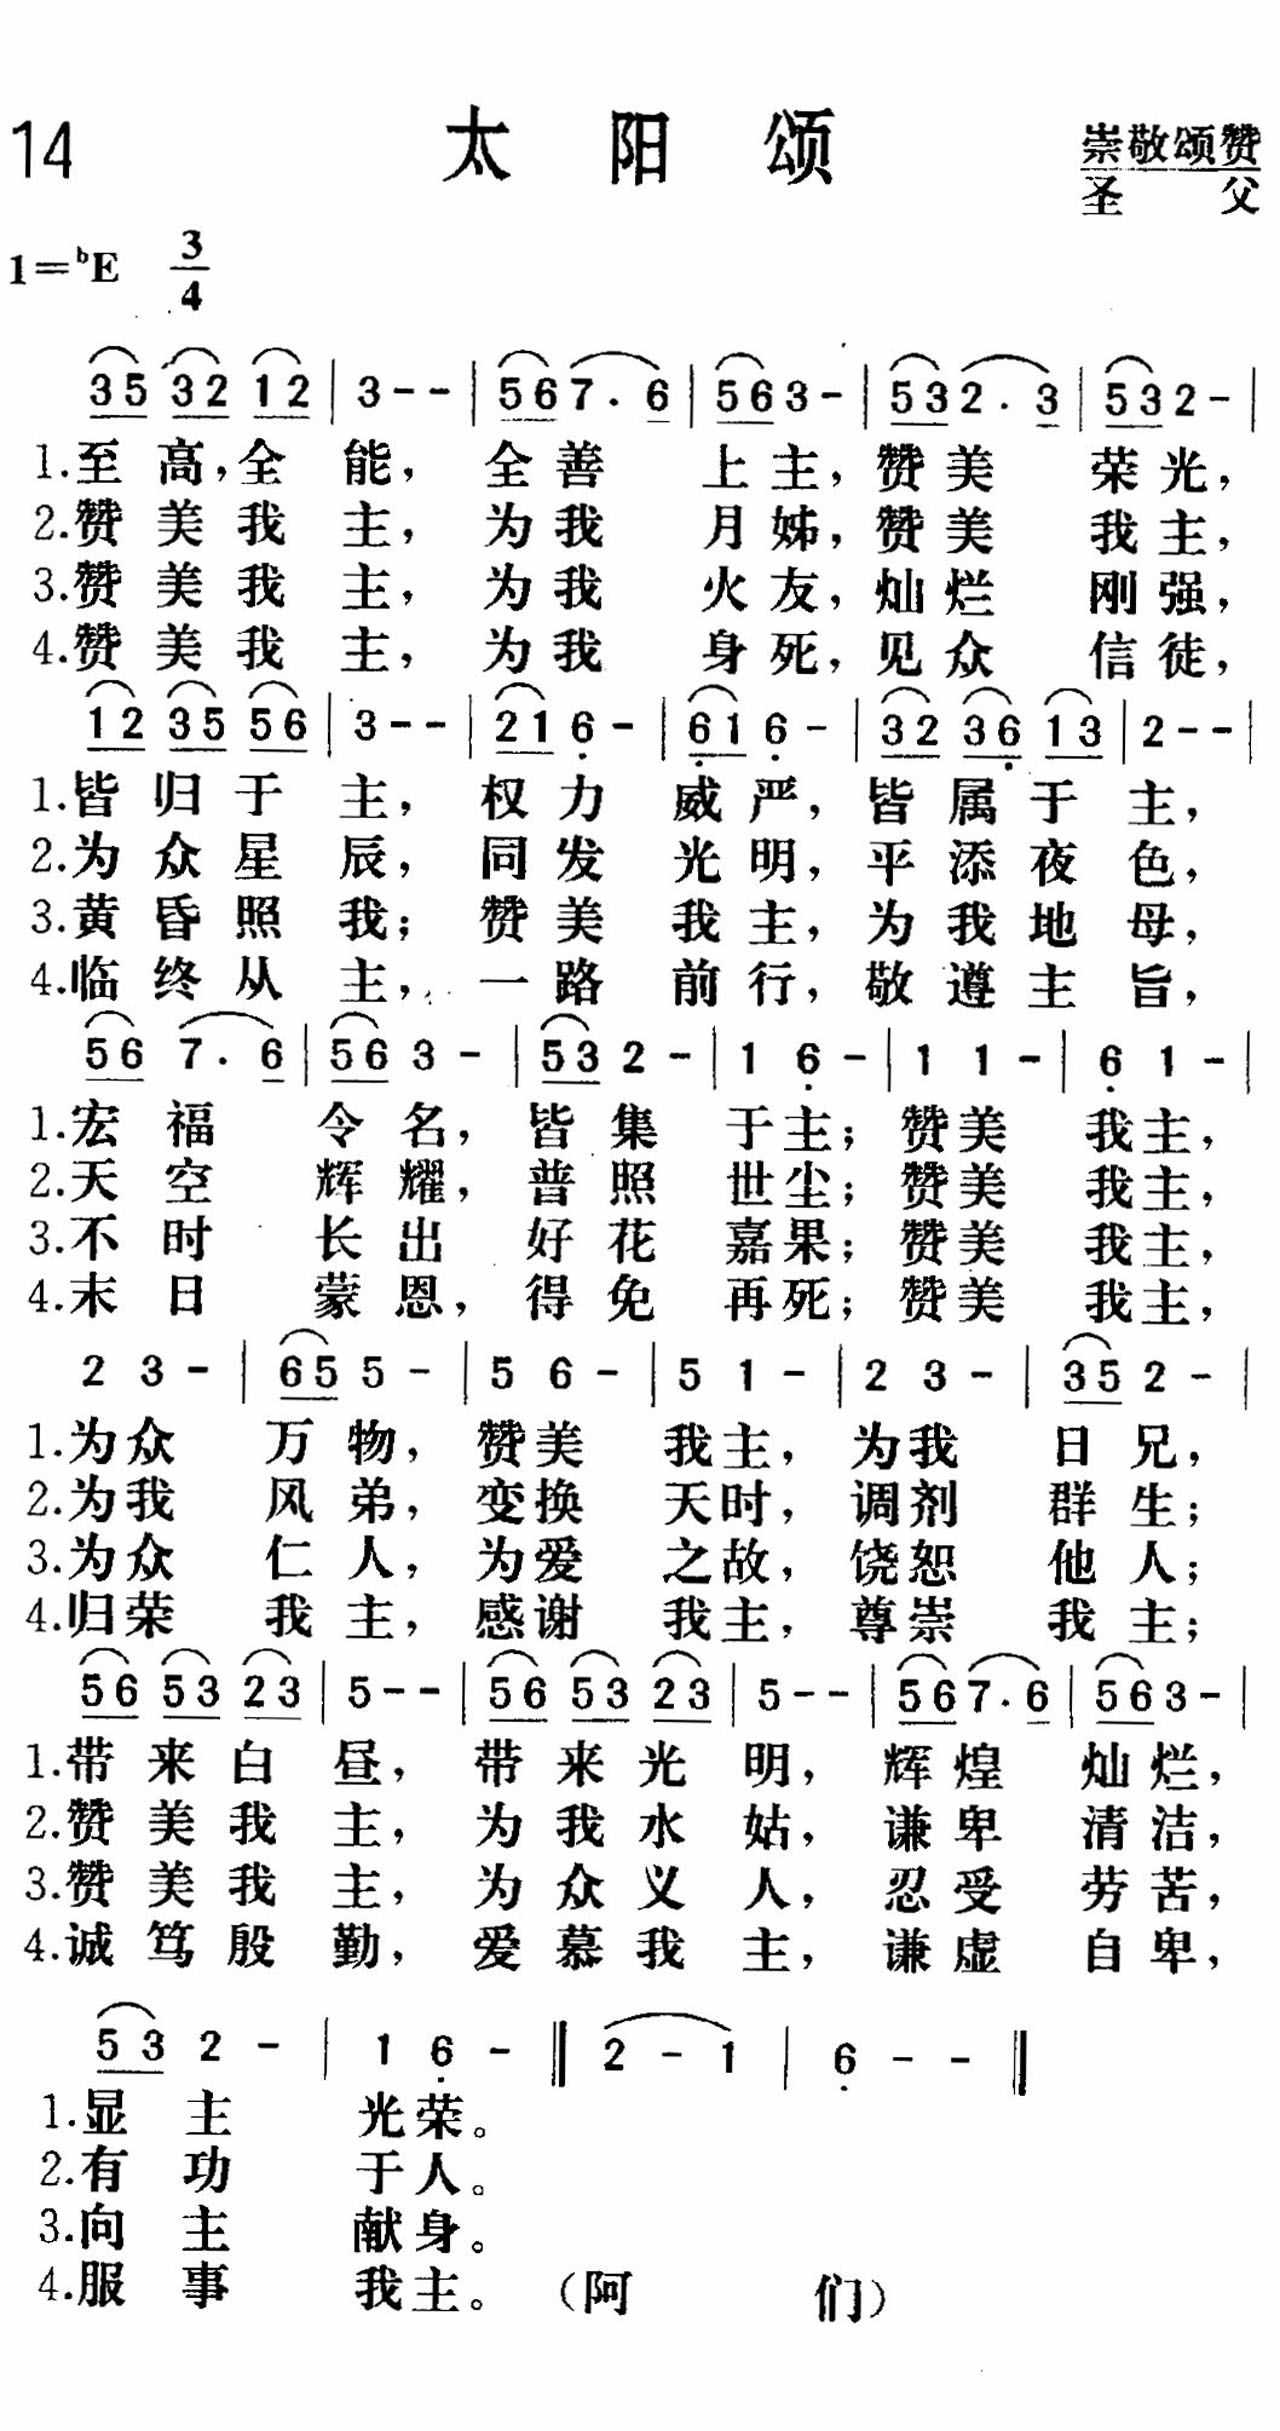 14 太阳颂 崇敬颂赞
圣父
1=♭E 3/4
35 32 12 | 3-- | 56 7.6 | 56 3- | 53 2.3 | 53 2- |
1.至高,全能,全善上主,赞美荣光,
2.赞美我主,为我月姊,赞美我主,
3.赞美我主,为我火友,灿烂刚强,
4.赞美我主,为我身死,见众信徒,
12 35 56 | 3-- | 21 6̣- | 6̣1 6̣- | 32 36̣ 13 | 2-- |
1.皆归于主,权力威严,皆属于主,
2.为众星辰,同发光明,平添夜色,
3.黄昏照我;赞美我主,为我地母,
4.临终从主,一路前行,敬遵主旨,
56 7.6 | 56 3- | 53 2- | 1 6̣- | 1 1- | 6̣ 1- |
1.宏福令名,皆集于主;赞美我主,
2.天空辉耀,普照世尘;赞美我主,
3.不时长出好花嘉果;赞美我主,
4.末日蒙恩,得免再死;赞美我主,
2 3- | 65 5- | 5 6- | 5 1- | 2 3- | 35 2- |
1.为众万物,赞美我主,为我日兄,
2.为我风弟,变换天时,调剂群生;
3.为众仁人,为爱之故,饶恕他人;
4.归荣我主,感谢我主,尊崇我主;
56 53 23 | 5-- | 56 53 23 | 5-- | 56 7.6 | 56 3- |
1.带来白昼,带来光明,辉煌灿烂,
2.赞美我主,为我水姑,谦卑清洁,
3.赞美我主,为众义人,忍受劳苦,
4.诚笃殷勤,爱慕我主,谦虚自卑,
53 2- | 1 6̣- ‖ 2-1 | 6̣-- ‖
1.显主光荣。
2.有功于人。
3.向主献身。
4.服事我主。(阿们)